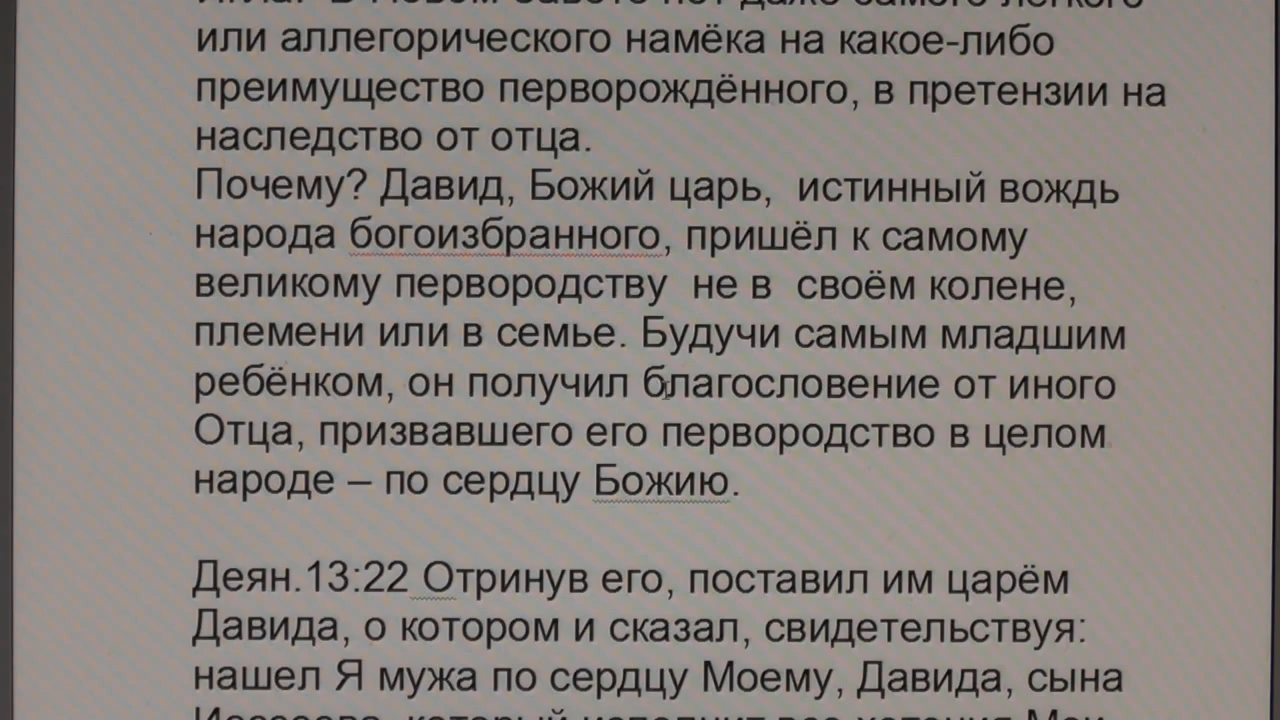 или аллегорического намёка на какое-либо
преимущество перворождённого, в претензии на
наследство от отца.
Почему? Давид, Божий царь,  истинный вождь
народа богоизбранного, пришёл к самому
великому первородству  не в  своём колене,
племени или в семье. Будучи самым младшим
ребёнком, он получил благословение от иного
Отца, призвавшего его первородство в целом
народе – по сердцу Божию.
Деян.13:22 Отринув его, поставил им царём
Давида, о котором и сказал, свидетельствуя:
нашел Я мужа по сердцу Моему, Давида, сына